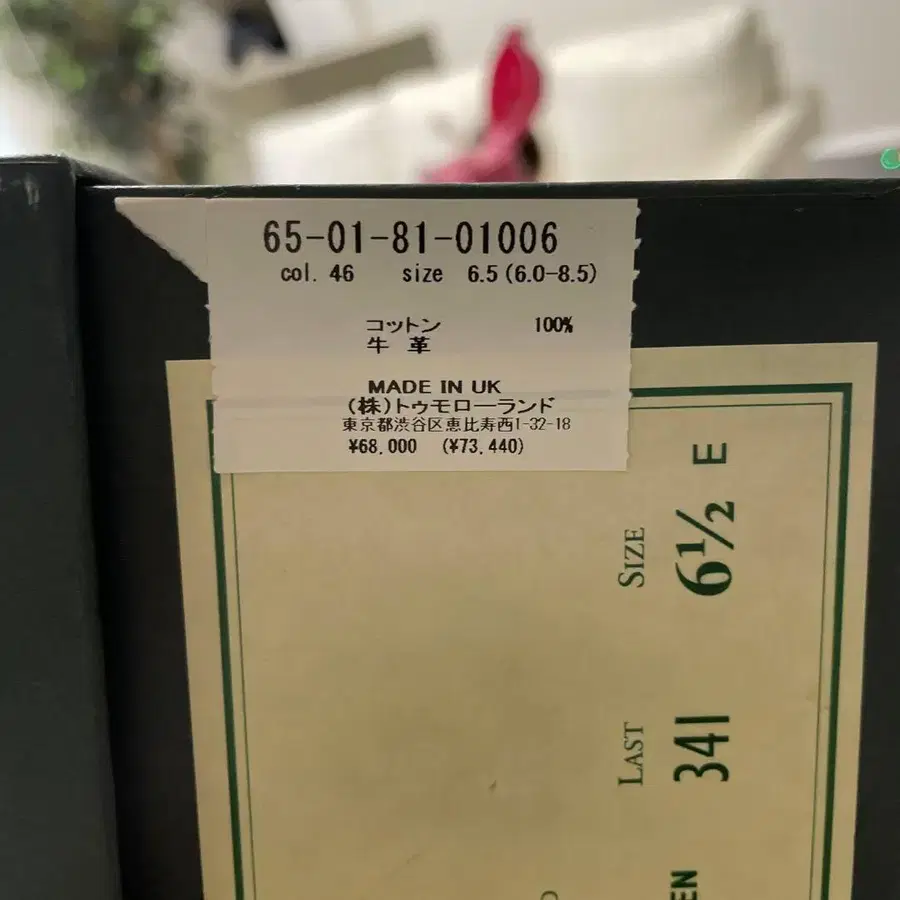 65-01-81-01006
col. 46 size 6.5 (6.0-8.5)
コットン 100%
牛 革
MADE IN UK
(株)トゥモローランド
東京都渋谷区恵比寿西1-32-18
¥68,000 (¥73,440)
SIZE
6½ E
LAST
341
EN